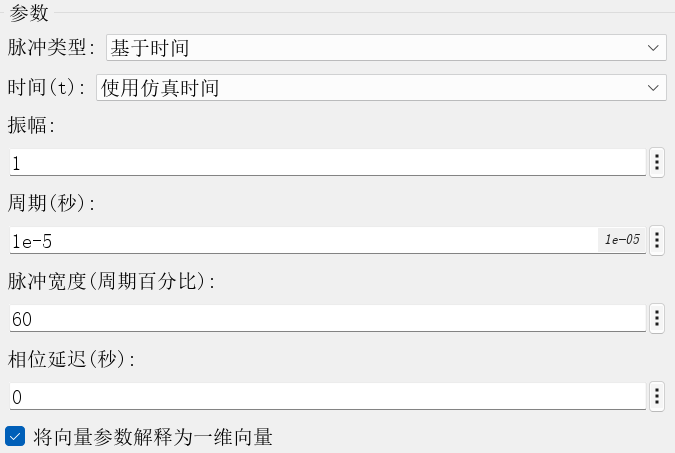 参数
脉冲类型: 基于时间
时间(t): 使用仿真时间
振幅:
1
周期(秒):
1e-5 1e-05
脉冲宽度(周期百分比):
60
相位延迟(秒):
0
将向量参数解释为一维向量